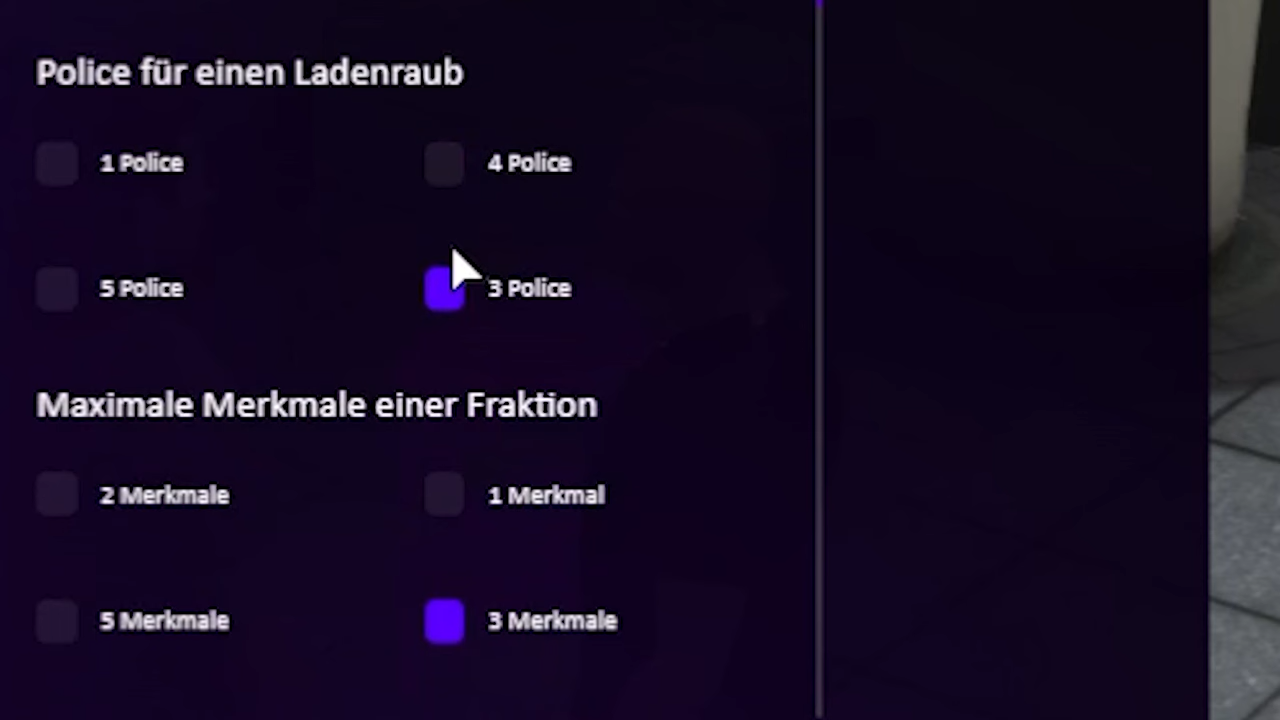 Police für einen Ladenraub
1 Police
4 Police
5 Police
3 Police
Maximale Merkmale einer Fraktion
2 Merkmale
1 Merkmal
5 Merkmale
3 Merkmale